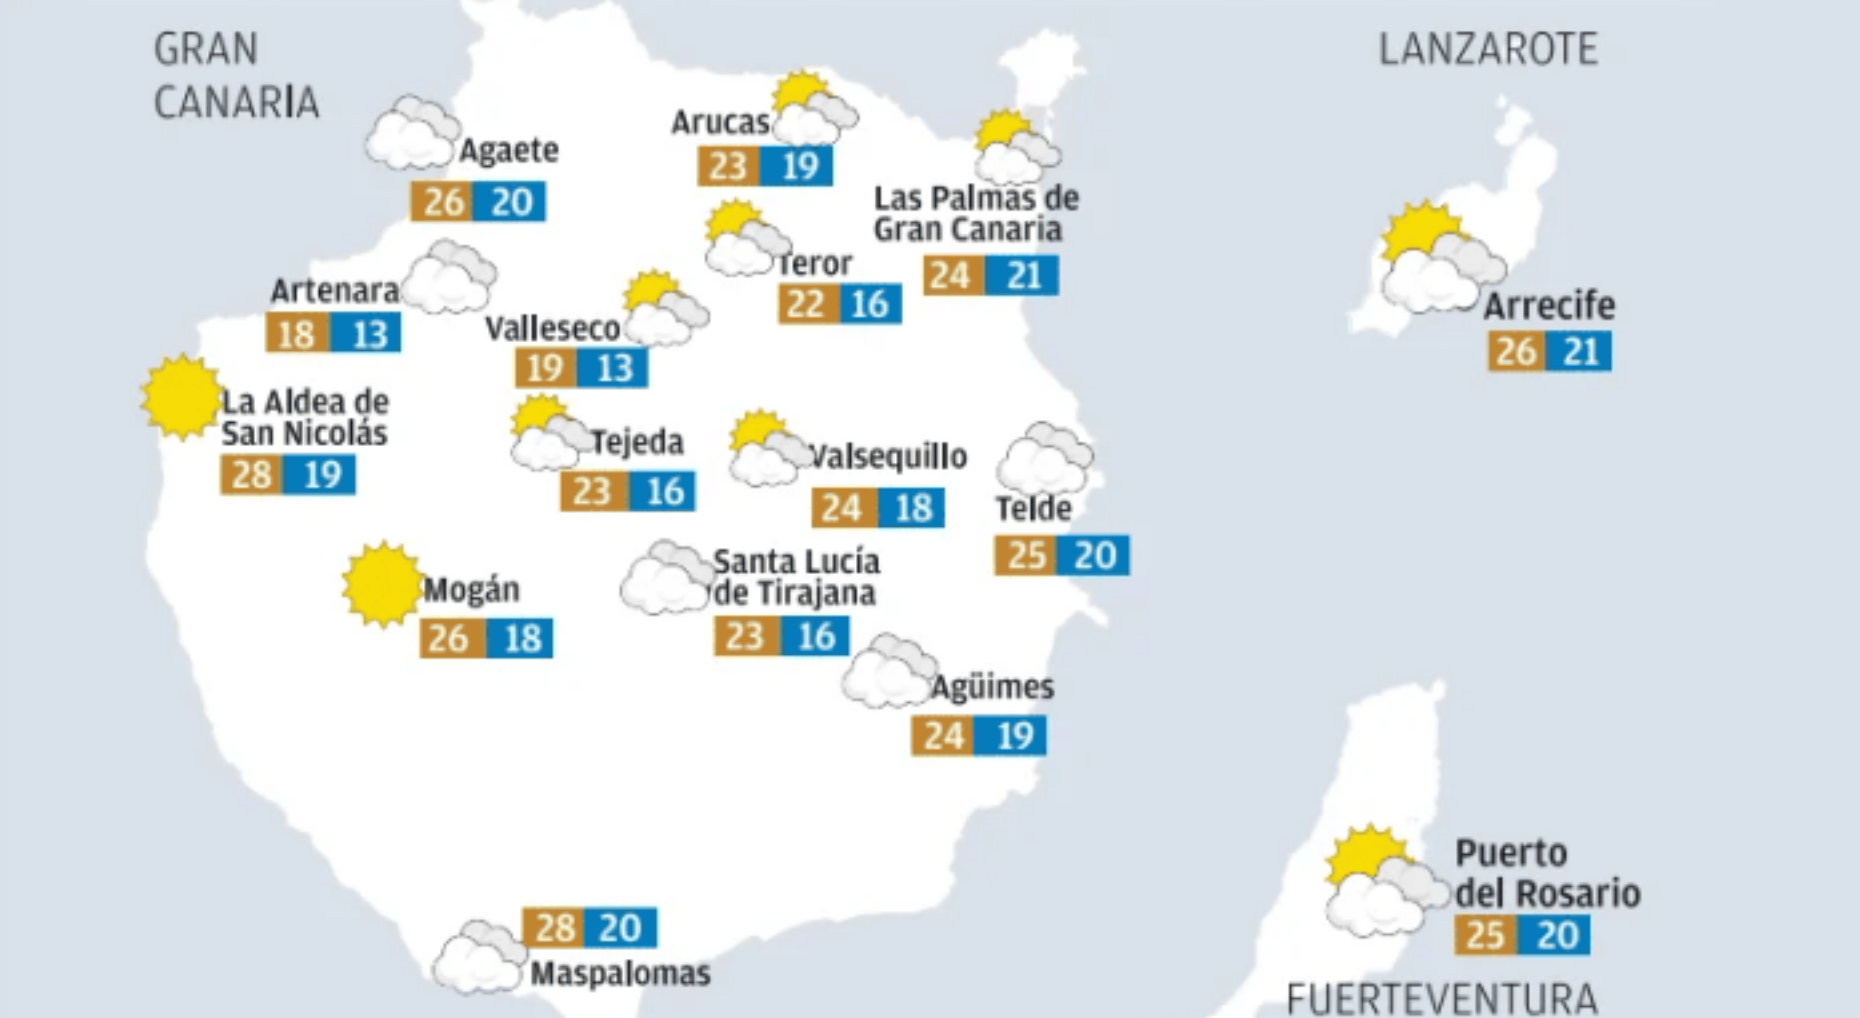 GRAN
CANARIA
LANZAROTE
Agaete
26 20
Arucas
23 19
Las Palmas de
Gran Canaria
24 21
Teror
22 16
Artenara
18 13
Valleseco
19 13
Arrecife
26 21
La Aldea de
San Nicolás
28 19
Tejeda
23 16
Valsequillo
24 18
Telde
25 20
Mogán
26 18
Santa Lucía
de Tirajana
23 16
Agüimes
24 19
28 20
Maspalomas
Puerto
del Rosario
25 20
FUERTEVENTURA